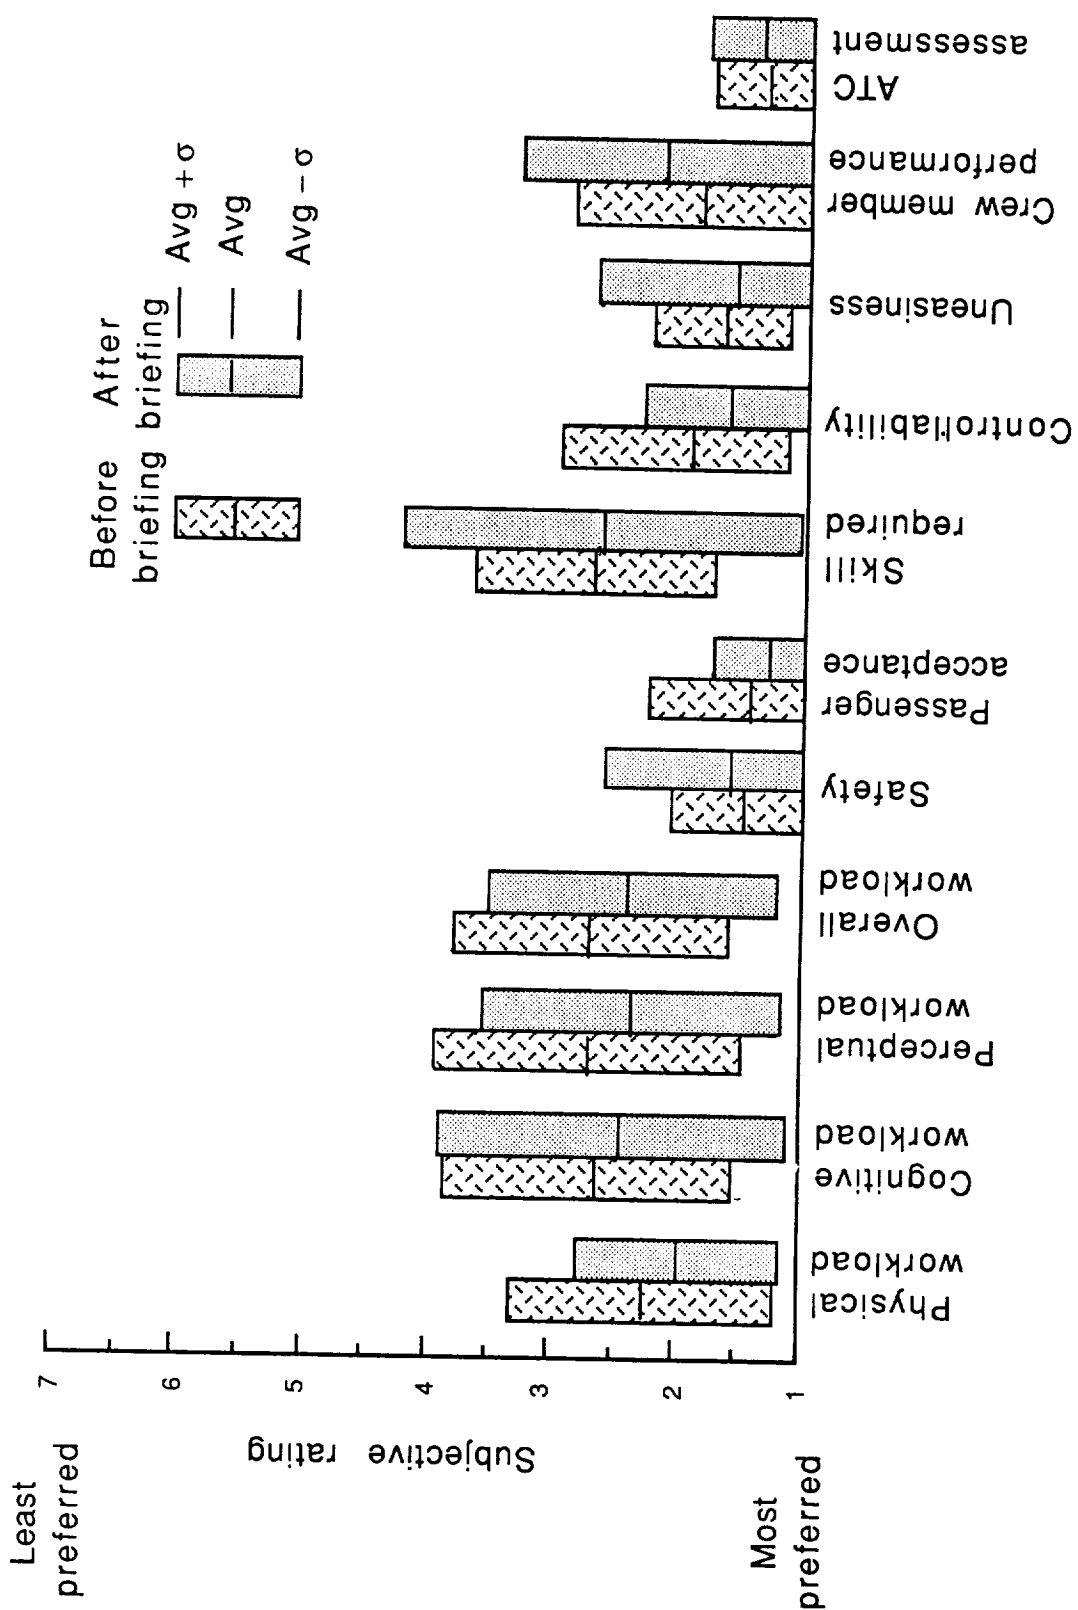 Least
preferred
7
6
5
4
3
2
1
Most
preferred
Subjective rating
Before
briefing
After
briefing
Avg + σ
Avg
Avg − σ
Physical
workload
Cognitive
workload
Perceptual
workload
Overall
workload
Safety
Passenger
acceptance
Skill
required
Controllability
Uneasiness
Crew member
performance
ATC
assessment